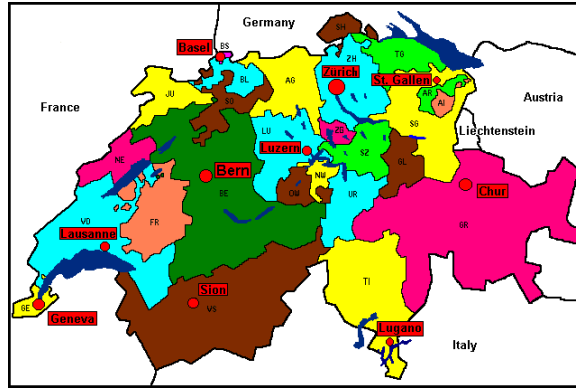 Germany
SH
Basel
BS
BL
ZH
TG
JU
AG
Zürich
St. Gallen
SO
AR
AI
France
Austria
LU
ZG
SG
Liechtenstein
NE
Luzern
SZ
GL
Bern
NW
BE
OW
UR
Chur
FR
VD
GR
Lausanne
TI
GE
Sion
VS
Geneva
Lugano
Italy